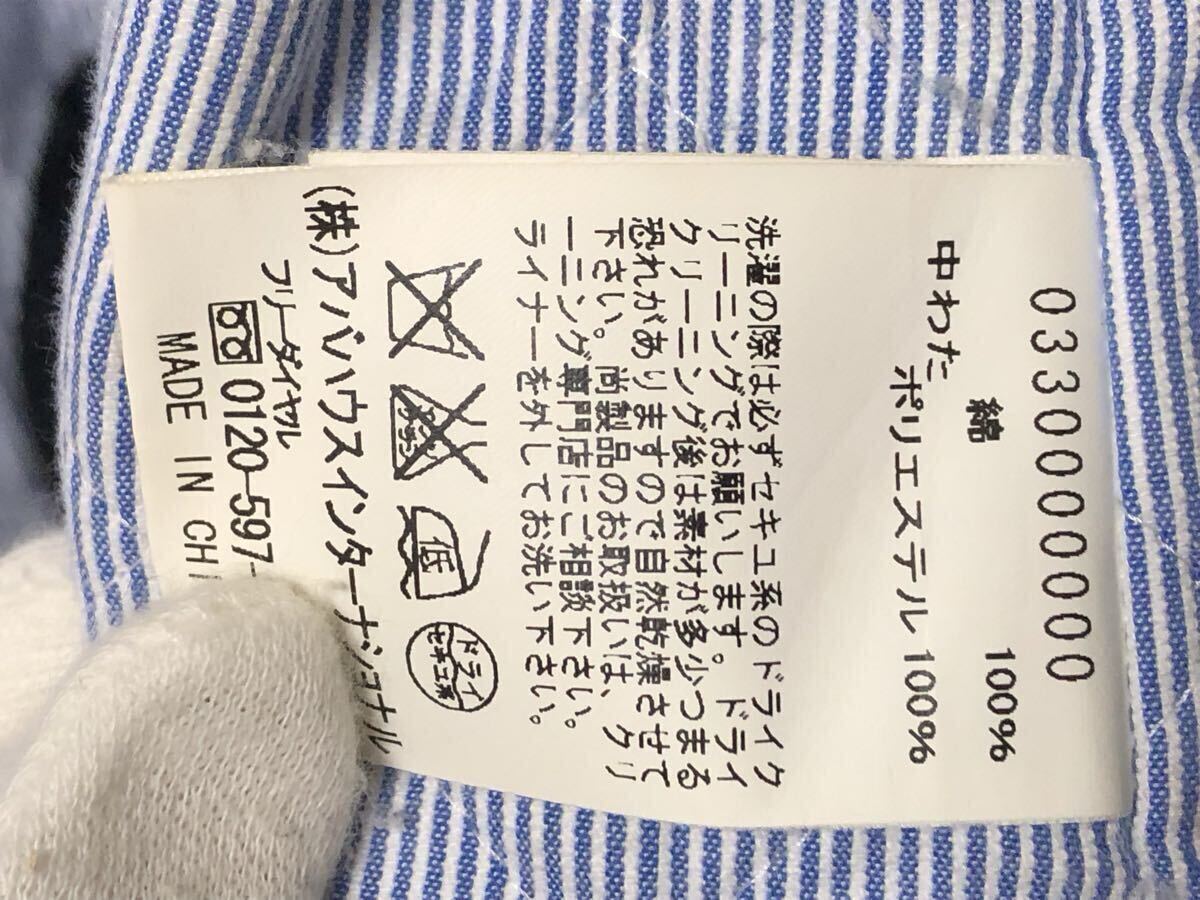 0330000000
綿 100%
中わた
ポリエステル 100%
洗濯の際は必ずセキユ系のドライク
リーニングでお願いします。ドライ
クリーニング後は素材が多少つまる
恐れがありますので自然乾燥させて
下さい。尚製品のお取扱いは、クリ
ーニング専門店にご相談下さい。
ライナーを外してお洗い下さい。
低
ドライ
セキユ系
(株)アバハウスインターナショナル
フリーダイヤル
0120-597-
MADE IN CHI